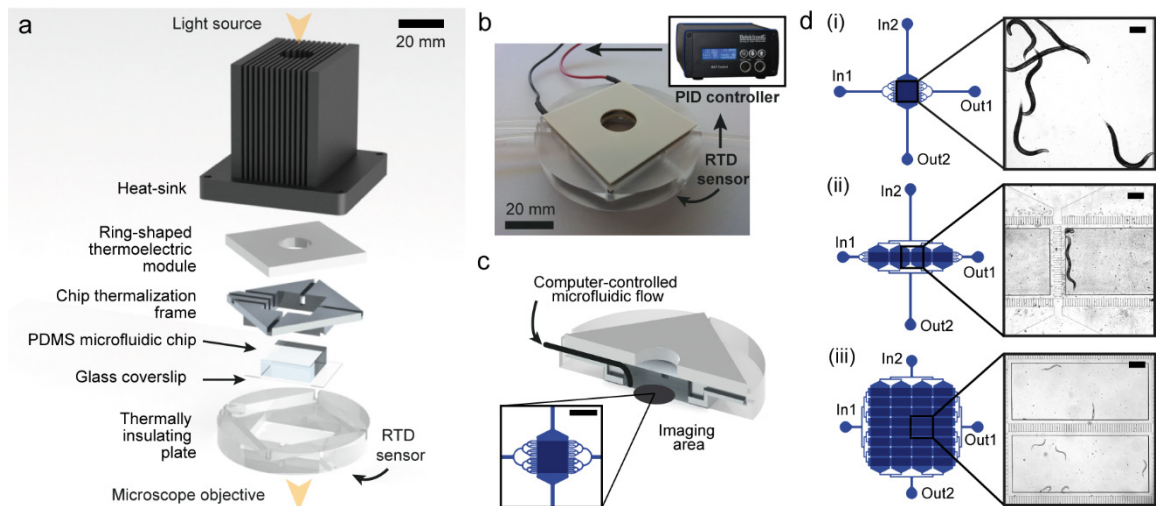 a
Light source
20 mm
Heat-sink
Ring-shaped
thermoelectric
module
Chip thermalization
frame
PDMS microfluidic chip
Glass coverslip
Thermally
insulating
plate
RTD
sensor
Microscope objective
b
PID controller
RTD
sensor
20 mm
c
Computer-controlled
microfluidic flow
Imaging
area
d
(i)
In2
In1
Out1
Out2
(ii)
In2
In1
Out1
Out2
(iii)
In2
In1
Out1
Out2